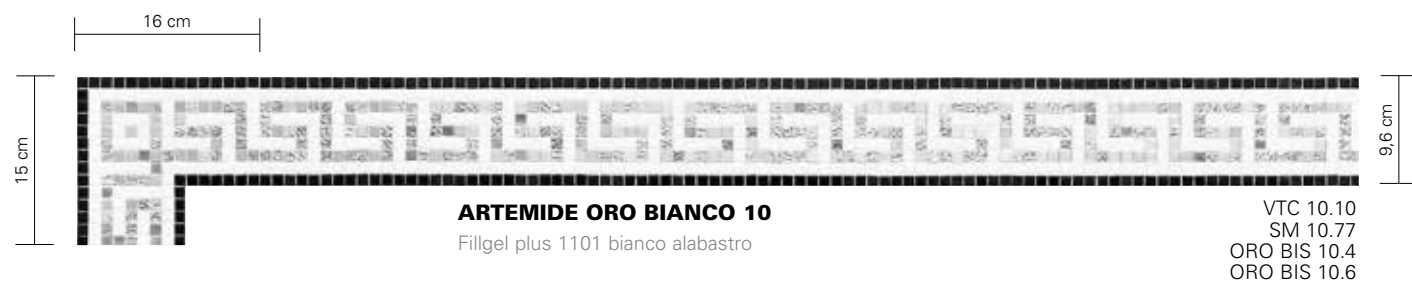 16 cm
15 cm
9,6 cm
ARTEMIDE ORO BIANCO 10
Fillgel plus 1101 bianco alabastro
VTC 10.10
SM 10.77
ORO BIS 10.4
ORO BIS 10.6